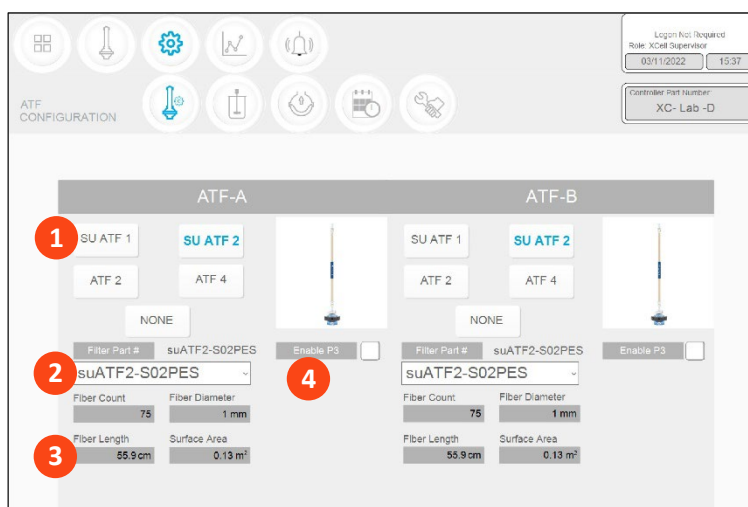 Logon Not Required
Role: XCell Supervisor
03/11/2022 15:37
ATF
CONFIGURATION
Controller Part Number:
XC- Lab -D
ATF-A ATF-B
1 SU ATF 1 SU ATF 2 SU ATF 1 SU ATF 2
ATF 2 ATF 4 ATF 2 ATF 4
NONE NONE
Filter Part # suATF2-S02PES Enable P3 Filter Part # suATF2-S02PES Enable P3
2 suATF2-S02PES 4 suATF2-S02PES
Fiber Count Fiber Diameter Fiber Count Fiber Diameter
75 1 mm 75 1 mm
3 Fiber Length Surface Area Fiber Length Surface Area
55.9 cm 0.13 m² 55.9 cm 0.13 m²